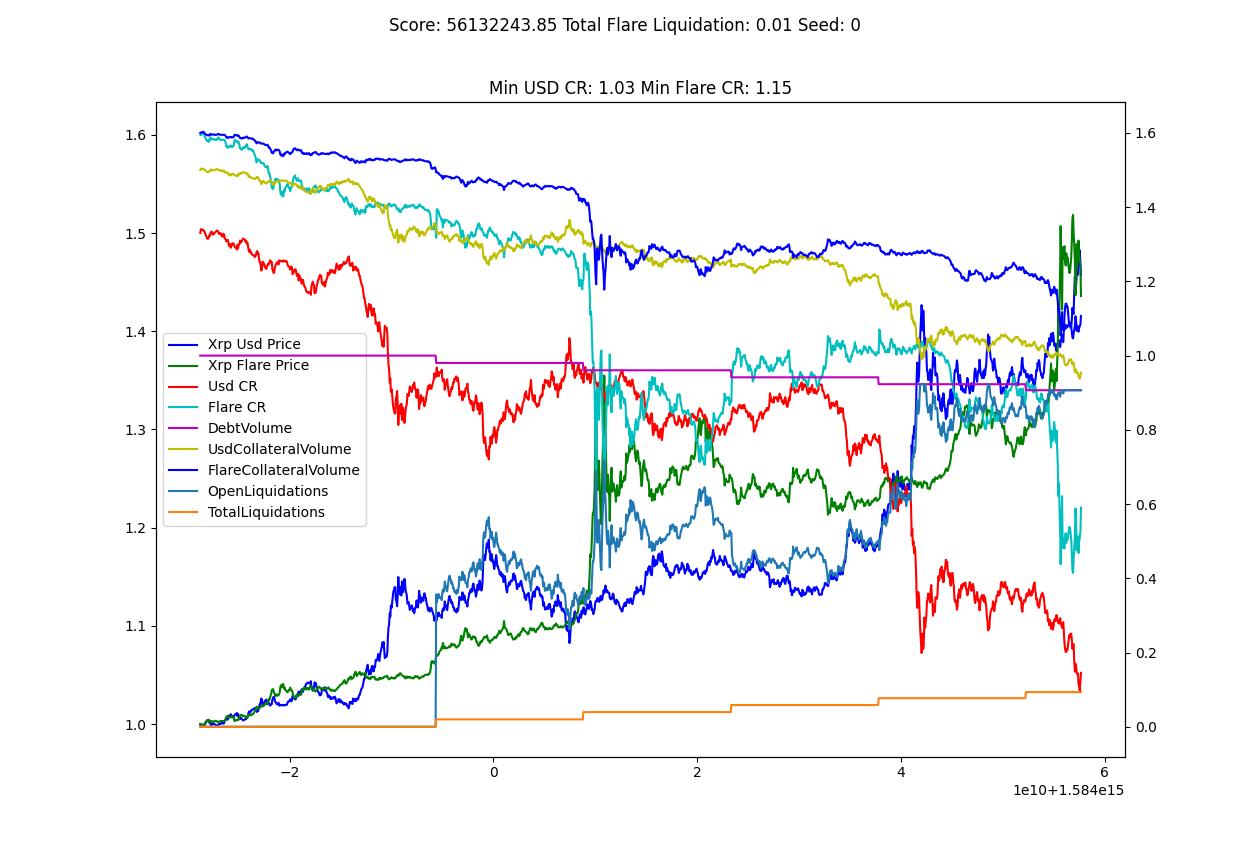 Score: 56132243.85 Total Flare Liquidation: 0.01 Seed: 0
Min USD CR: 1.03 Min Flare CR: 1.15
1.6
1.5
1.4
1.3
1.2
1.1
1.0
1.6
1.4
1.2
1.0
0.8
0.6
0.4
0.2
0.0
Xrp Usd Price
Xrp Flare Price
Usd CR
Flare CR
DebtVolume
UsdCollateralVolume
FlareCollateralVolume
OpenLiquidations
TotalLiquidations
−2 0 2 4 6
1e10+1.584e15